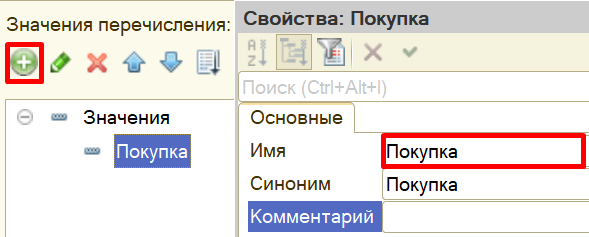 Значения перечисления:
Значения
Покупка
Свойства: Покупка
A
Z
Поиск (Ctrl+Alt+I)
Основные
Имя Покупка
Синоним Покупка
Комментарий